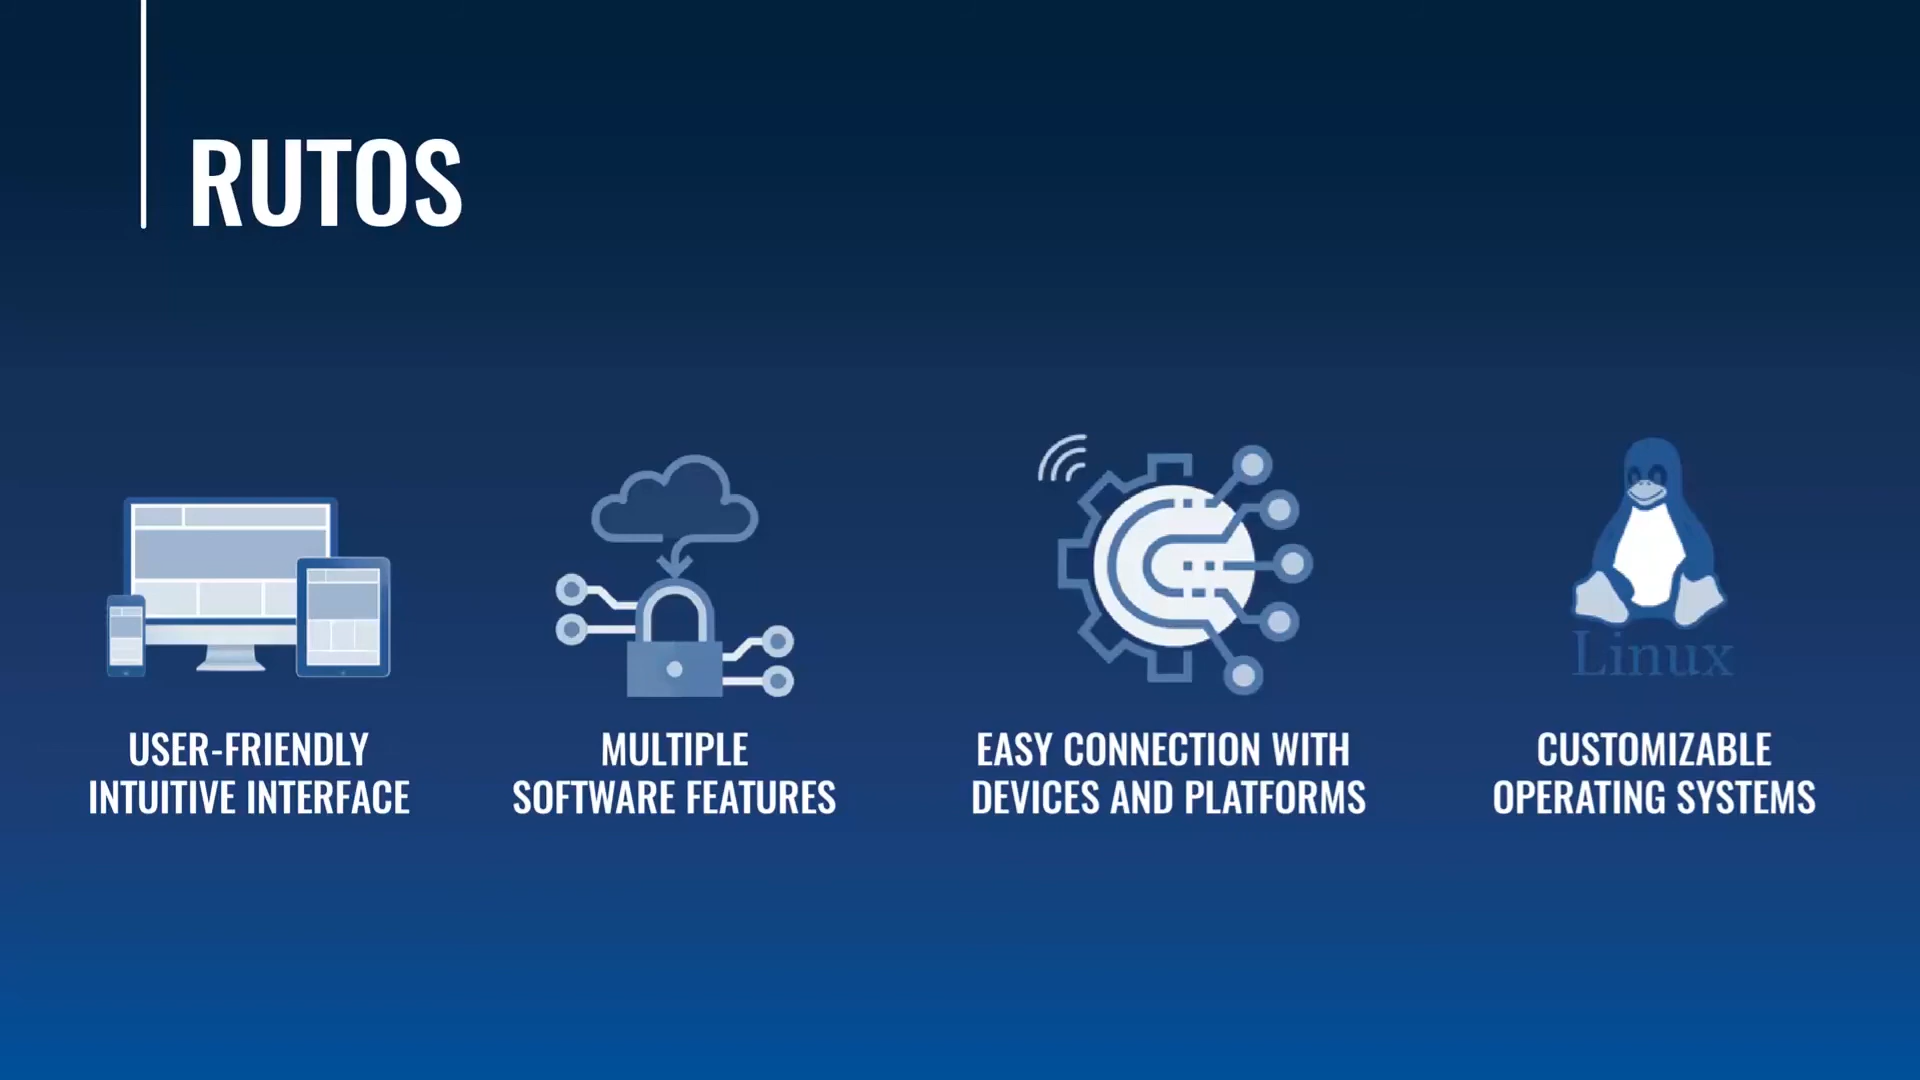 RUTOS
Linux
USER-FRIENDLY
INTUITIVE INTERFACE
MULTIPLE
SOFTWARE FEATURES
EASY CONNECTION WITH
DEVICES AND PLATFORMS
CUSTOMIZABLE
OPERATING SYSTEMS